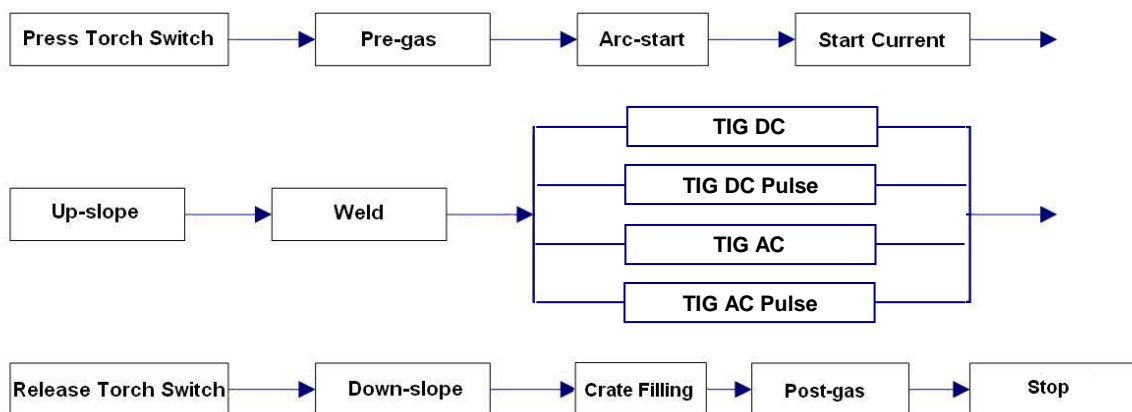 Press Torch Switch
Pre-gas
Arc-start
Start Current
Up-slope
Weld
TIG DC
TIG DC Pulse
TIG AC
TIG AC Pulse
Release Torch Switch
Down-slope
Crate Filling
Post-gas
Stop